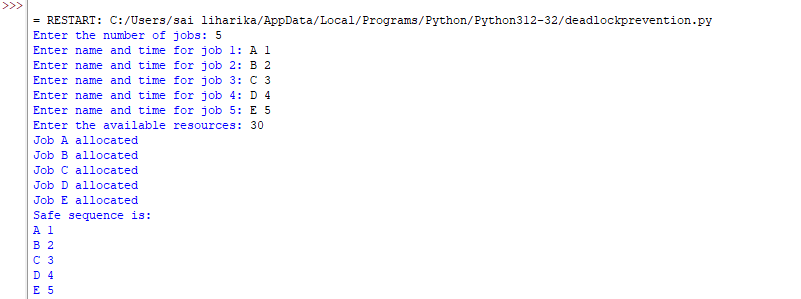 >>>
= RESTART: C:/Users/sai liharika/AppData/Local/Programs/Python/Python312-32/deadlockprevention.py
Enter the number of jobs: 5
Enter name and time for job 1: A 1
Enter name and time for job 2: B 2
Enter name and time for job 3: C 3
Enter name and time for job 4: D 4
Enter name and time for job 5: E 5
Enter the available resources: 30
Job A allocated
Job B allocated
Job C allocated
Job D allocated
Job E allocated
Safe sequence is:
A 1
B 2
C 3
D 4
E 5